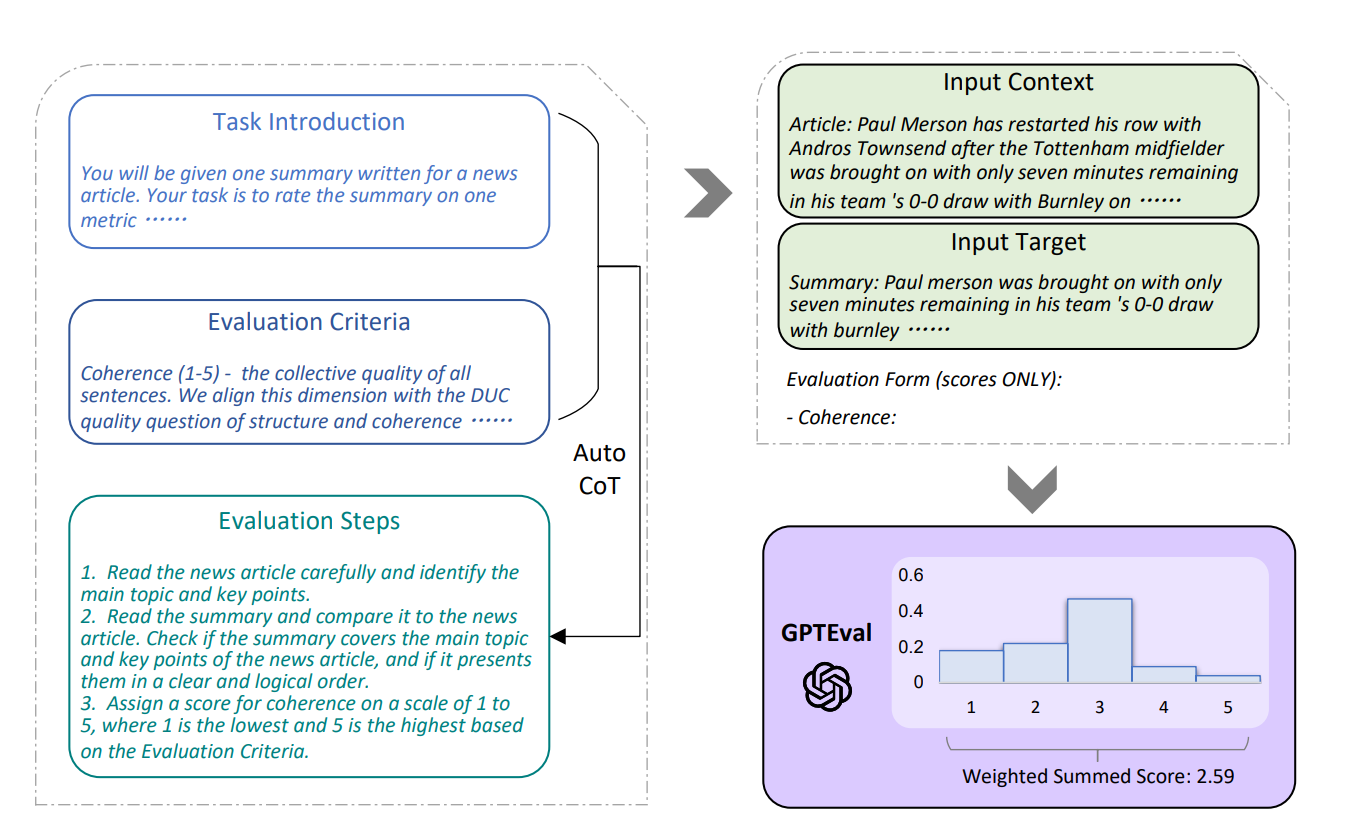 Task Introduction
You will be given one summary written for a news
article. Your task is to rate the summary on one
metric ······
Evaluation Criteria
Coherence (1-5) - the collective quality of all
sentences. We align this dimension with the DUC
quality question of structure and coherence ······
Auto
CoT
Evaluation Steps
1. Read the news article carefully and identify the
main topic and key points.
2. Read the summary and compare it to the news
article. Check if the summary covers the main topic
and key points of the news article, and if it presents
them in a clear and logical order.
3. Assign a score for coherence on a scale of 1 to
5, where 1 is the lowest and 5 is the highest based
on the Evaluation Criteria.
Input Context
Article: Paul Merson has restarted his row with
Andros Townsend after the Tottenham midfielder
was brought on with only seven minutes remaining
in his team 's 0-0 draw with Burnley on ······
Input Target
Summary: Paul merson was brought on with only
seven minutes remaining in his team 's 0-0 draw
with burnley ······
Evaluation Form (scores ONLY):
- Coherence:
GPTEval
0.6
0.4
0.2
0
1 2 3 4 5
Weighted Summed Score: 2.59